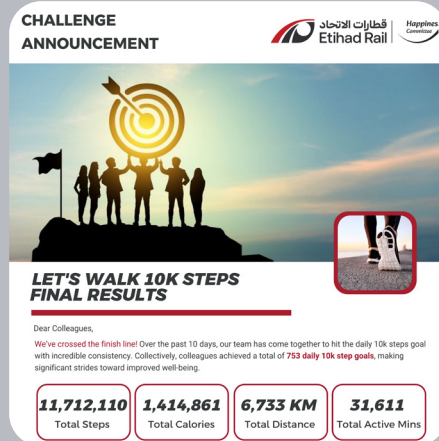 CHALLENGE
ANNOUNCEMENT
قطارات الاتحاد
Etihad Rail
Happiness
Committee
LET'S WALK 10K STEPS
FINAL RESULTS
Dear Colleagues,
We've crossed the finish line! Over the past 10 days, our team has come together to hit the daily 10k steps goal
with incredible consistency. Collectively, colleagues achieved a total of 753 daily 10k step goals, making
significant strides toward improved well-being.
11,712,110
Total Steps
1,414,861
Total Calories
6,733 KM
Total Distance
31,611
Total Active Mins